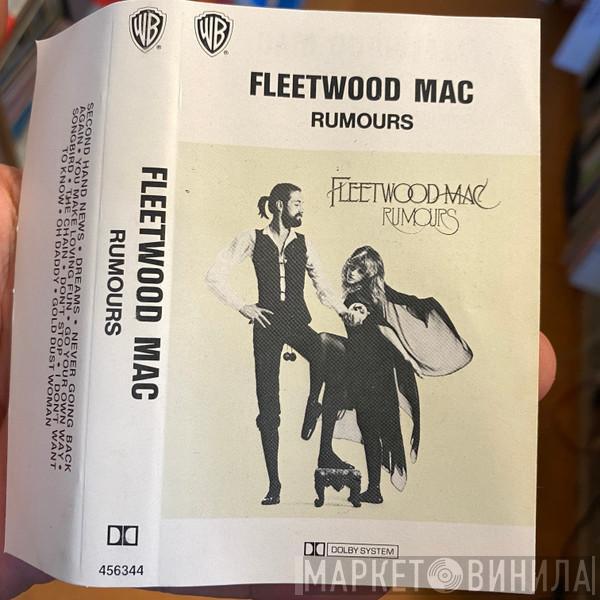 WB
WB
FLEETWOOD MAC
RUMOURS
FLEETWOOD MAC
RUMOURS
DOLBY SYSTEM
FLEETWOOD MAC
RUMOURS
456344
SECOND HAND NEWS • DREAMS • NEVER GOING BACK
AGAIN • YOU MAKE LOVING FUN • GO YOUR OWN WAY •
SONGBIRD • THE CHAIN • DON'T STOP • I DON'T WANT
TO KNOW • OH DADDY • GOLD DUST WOMAN
МАРКЕТ ВИНИЛА